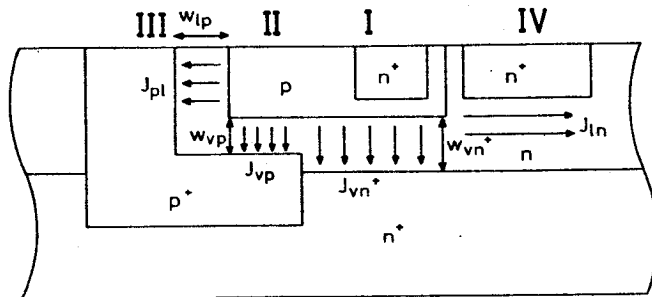 III w_lp II I IV
J_pl p n⁺ n⁺
w_vp w_vn⁺ J_ln
J_vp J_vn⁺ n
p⁺ n⁺